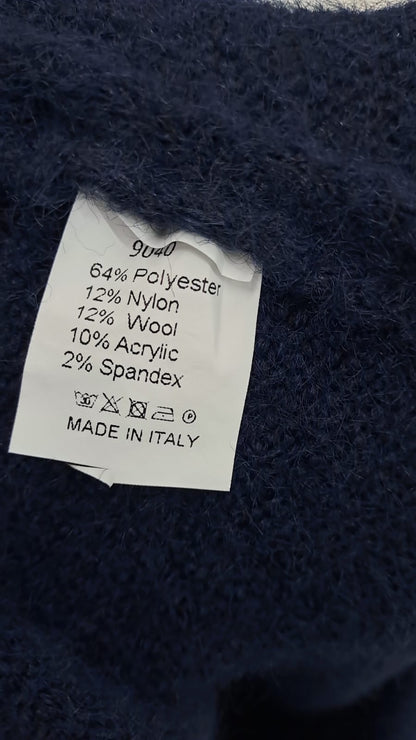 9040
64% Polyester
12% Nylon
12% Wool
10% Acrylic
2% Spandex
P
MADE IN ITALY